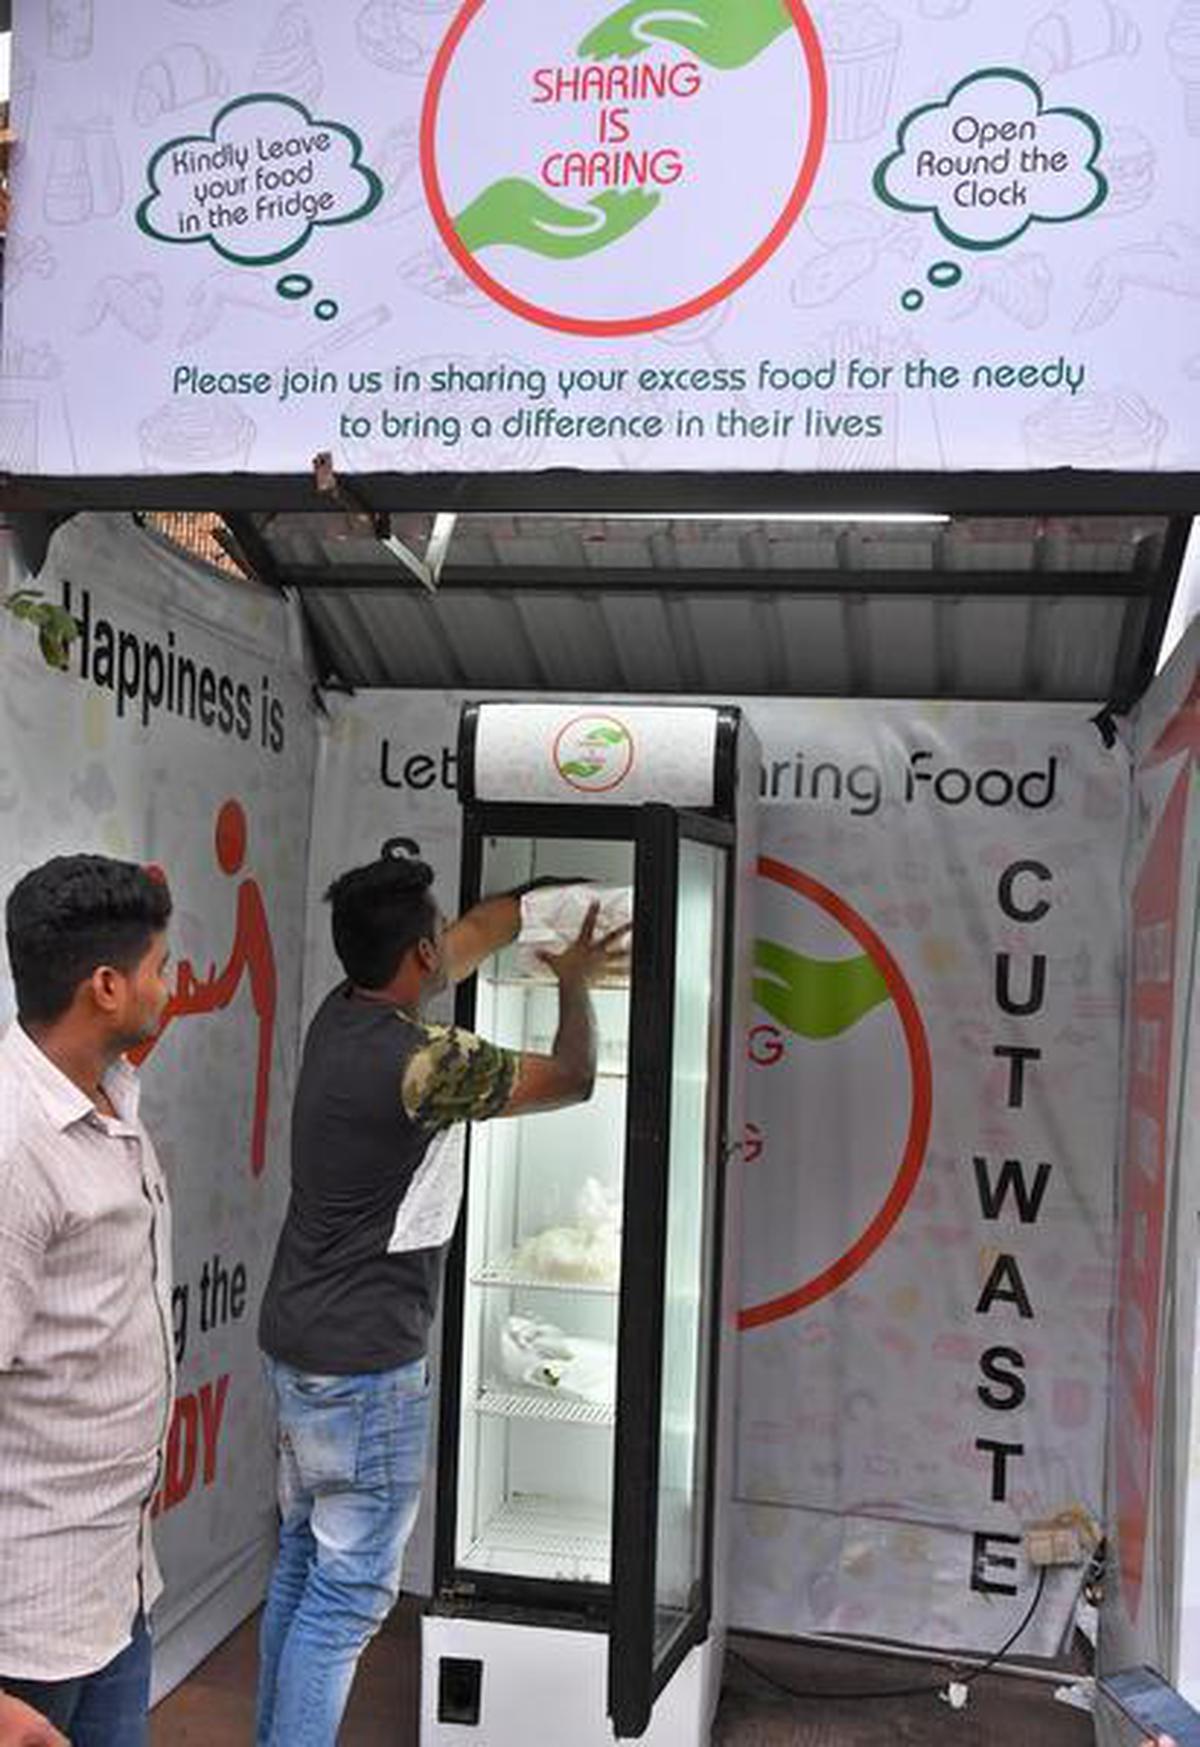 SHARING
IS
CARING
Kindly Leave
your food
in the Fridge
Open
Round the
Clock
Please join us in sharing your excess food for the needy
to bring a difference in their lives
Happiness is
the
Let
Food
CUT WASTE